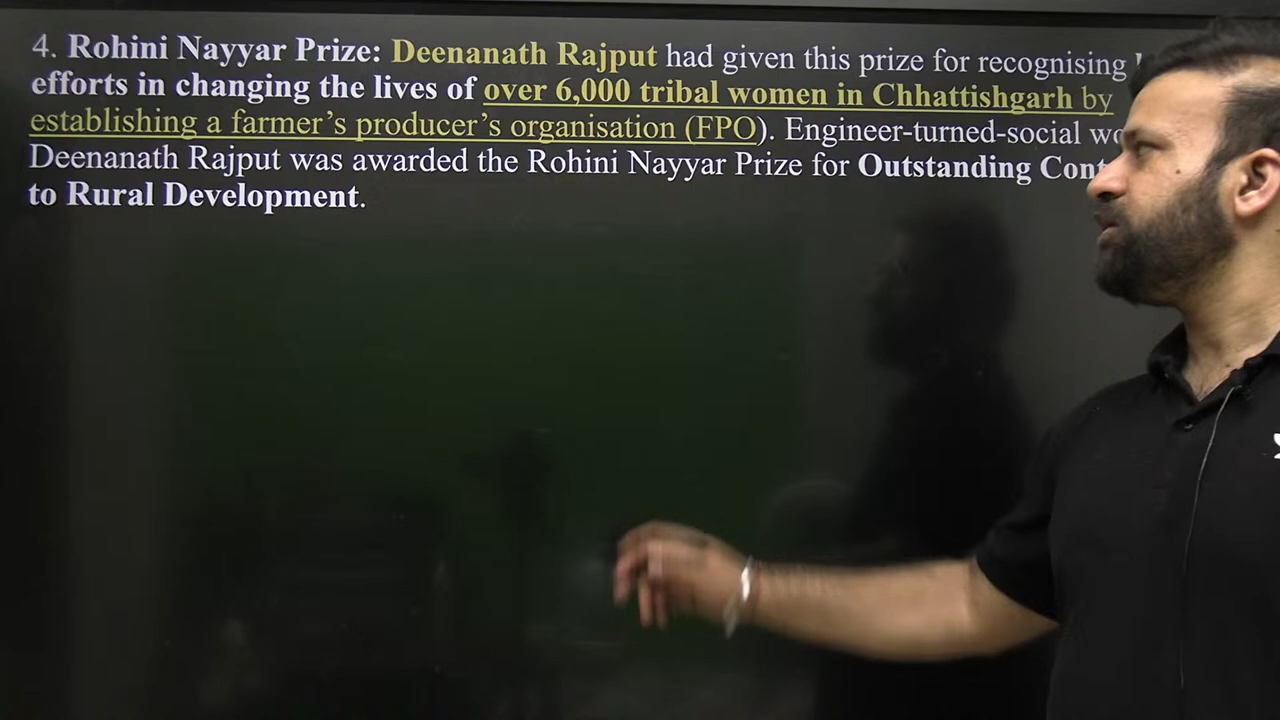 4. Rohini Nayyar Prize: Deenanath Rajput had given this prize for recognising
efforts in changing the lives of over 6,000 tribal women in Chhattishgarh by
establishing a farmer’s producer’s organisation (FPO). Engineer-turned-social
Deenanath Rajput was awarded the Rohini Nayyar Prize for Outstanding
to Rural Development.